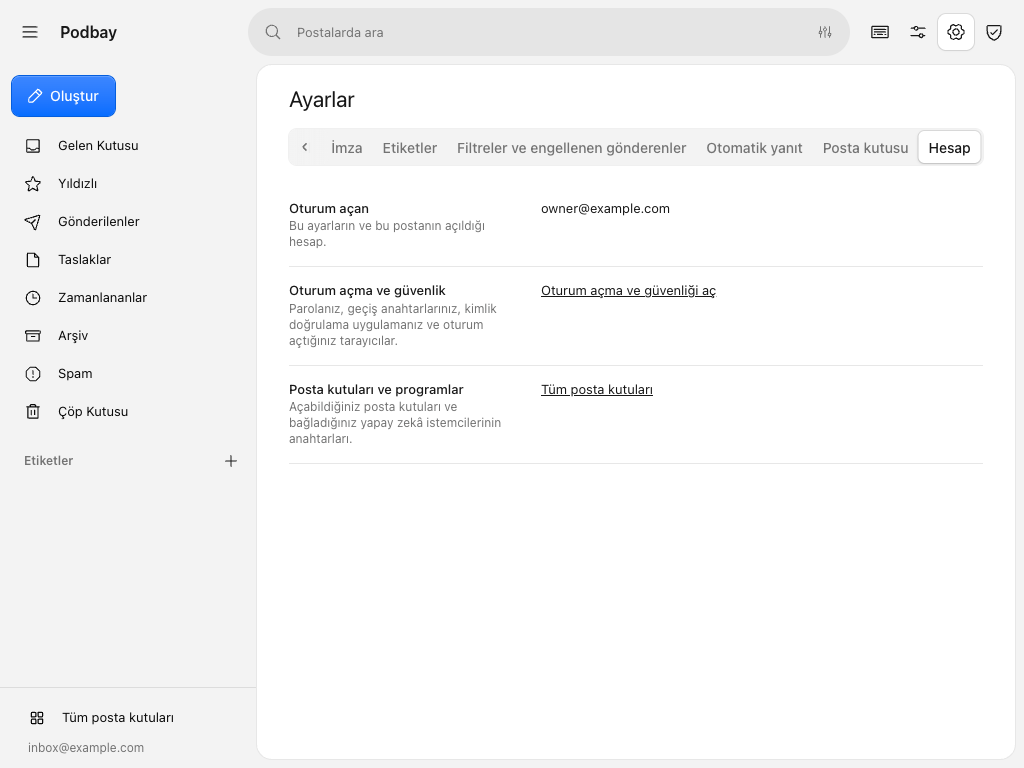 Podbay
Postalarda ara
Oluştur
Gelen Kutusu
Yıldızlı
Gönderilenler
Taslaklar
Zamanlananlar
Arşiv
Spam
Çöp Kutusu
Etiketler
Tüm posta kutuları
inbox@example.com
Ayarlar
İmza Etiketler Filtreler ve engellenen gönderenler Otomatik yanıt Posta kutusu Hesap
Oturum açan
Bu ayarların ve bu postanın açıldığı
hesap.
owner@example.com
Oturum açma ve güvenlik
Parolanız, geçiş anahtarlarınız, kimlik
doğrulama uygulamanız ve oturum
açtığınız tarayıcılar.
Oturum açma ve güvenliği aç
Posta kutuları ve programlar
Açabildiğiniz posta kutuları ve
bağladığınız yapay zekâ istemcilerinin
anahtarları.
Tüm posta kutuları